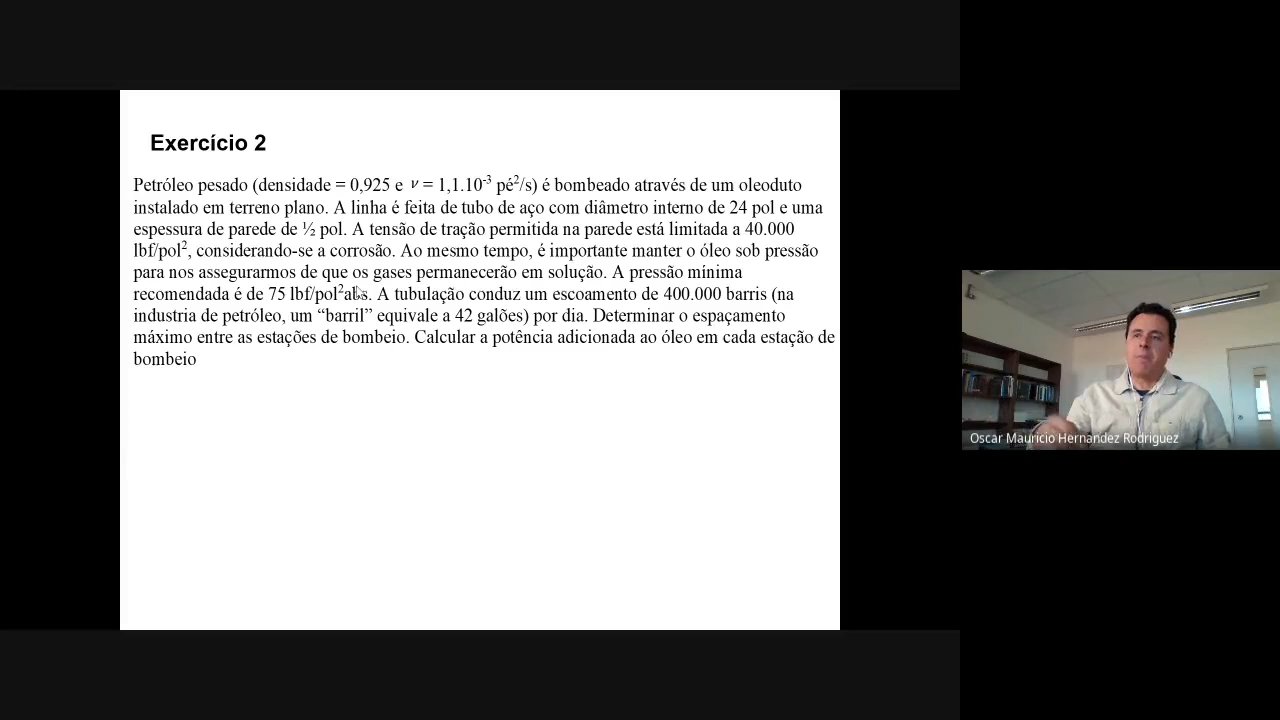 Exercício 2
Petróleo pesado (densidade = 0,925 e ν = 1,1.10⁻³ pé²/s) é bombeado através de um oleoduto
instalado em terreno plano. A linha é feita de tubo de aço com diâmetro interno de 24 pol e uma
espessura de parede de ½ pol. A tensão de tração permitida na parede está limitada a 40.000
lbf/pol², considerando-se a corrosão. Ao mesmo tempo, é importante manter o óleo sob pressão
para nos assegurarmos de que os gases permanecerão em solução. A pressão mínima
recomendada é de 75 lbf/pol²abs. A tubulação conduz um escoamento de 400.000 barris (na
industria de petróleo, um “barril” equivale a 42 galões) por dia. Determinar o espaçamento
máximo entre as estações de bombeio. Calcular a potência adicionada ao óleo em cada estação de
bombeio
Oscar Mauricio Hernandez Rodriguez